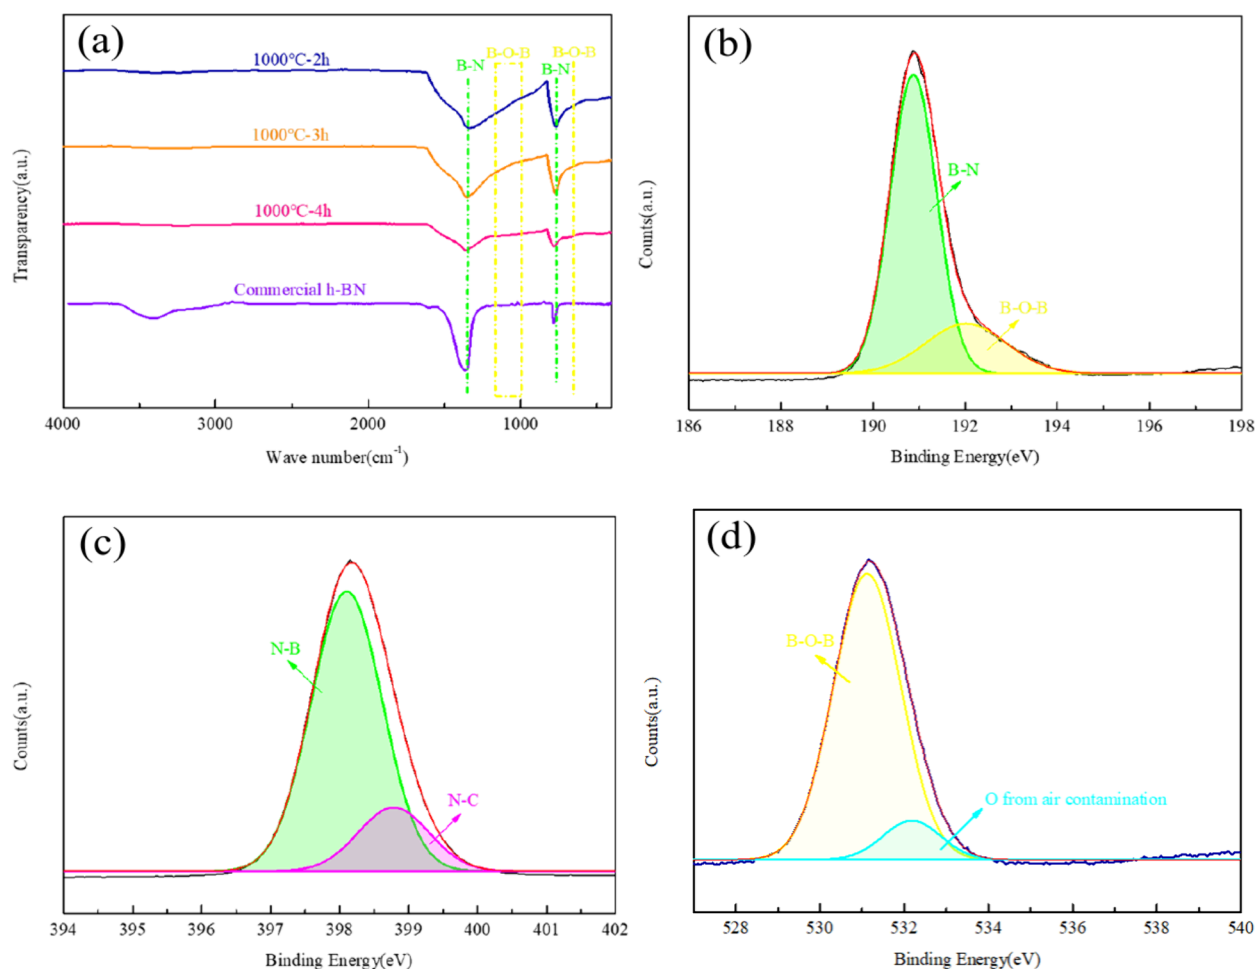 (a)
1000°C-2h
B-N
B-O-B
B-N
B-O-B
1000°C-3h
1000°C-4h
Commercial h-BN
Transparency(a.u.)
4000 3000 2000 1000
Wave number(cm⁻¹)
(b)
B-N
B-O-B
Counts(a.u.)
186 188 190 192 194 196 198
Binding Energy(eV)
(c)
N-B
N-C
Counts(a.u.)
394 395 396 397 398 399 400 401 402
Binding Energy(eV)
(d)
B-O-B
O from air contamination
Counts(a.u.)
528 530 532 534 536 538 540
Binding Energy(eV)